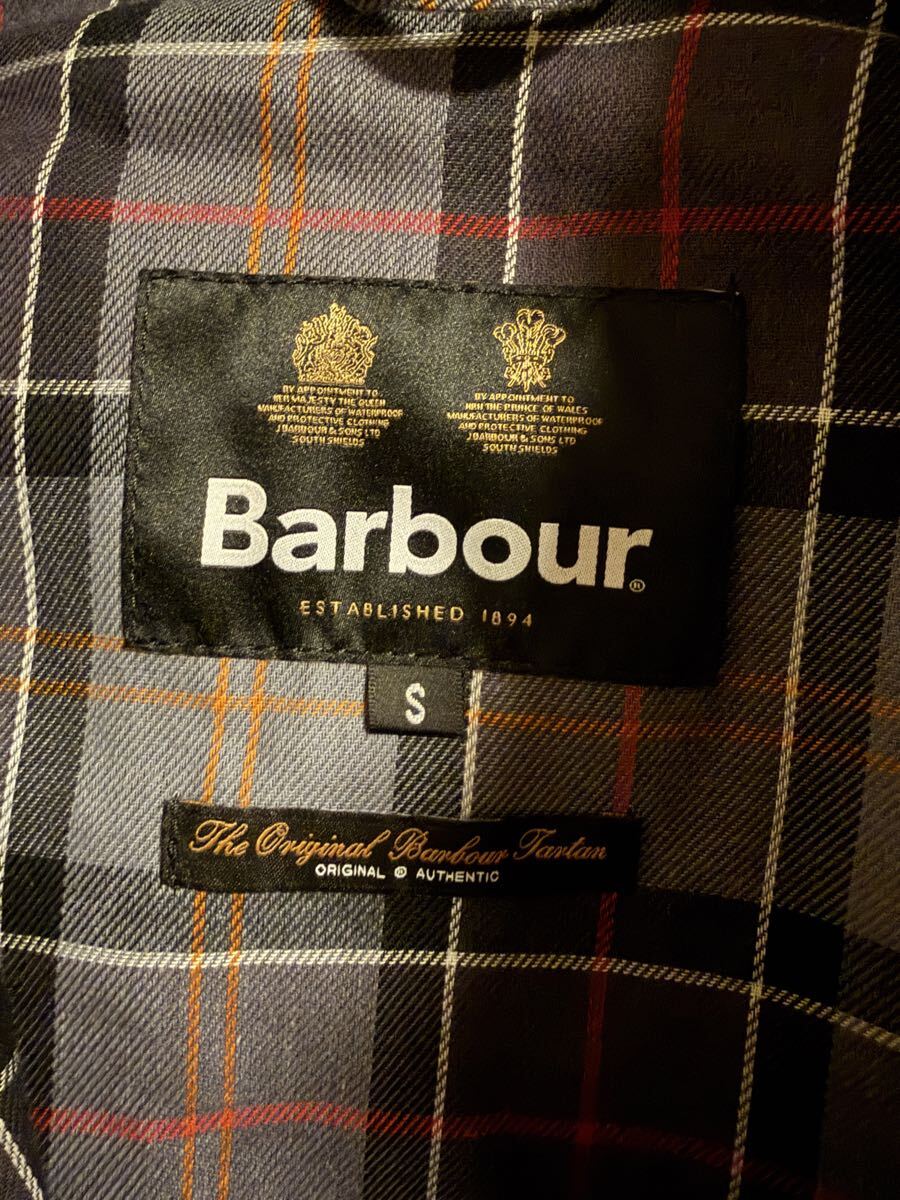 BY APPOINTMENT TO
HER MAJESTY THE QUEEN
MANUFACTURERS OF WATERPROOF
AND PROTECTIVE CLOTHING
J BARBOUR & SONS LTD
SOUTH SHIELDS
BY APPOINTMENT TO
HRH THE PRINCE OF WALES
MANUFACTURERS OF WATERPROOF
AND PROTECTIVE CLOTHING
J BARBOUR & SONS LTD
SOUTH SHIELDS
Barbour®
ESTABLISHED 1894
S
The Original Barbour Tartan
ORIGINAL ® AUTHENTIC